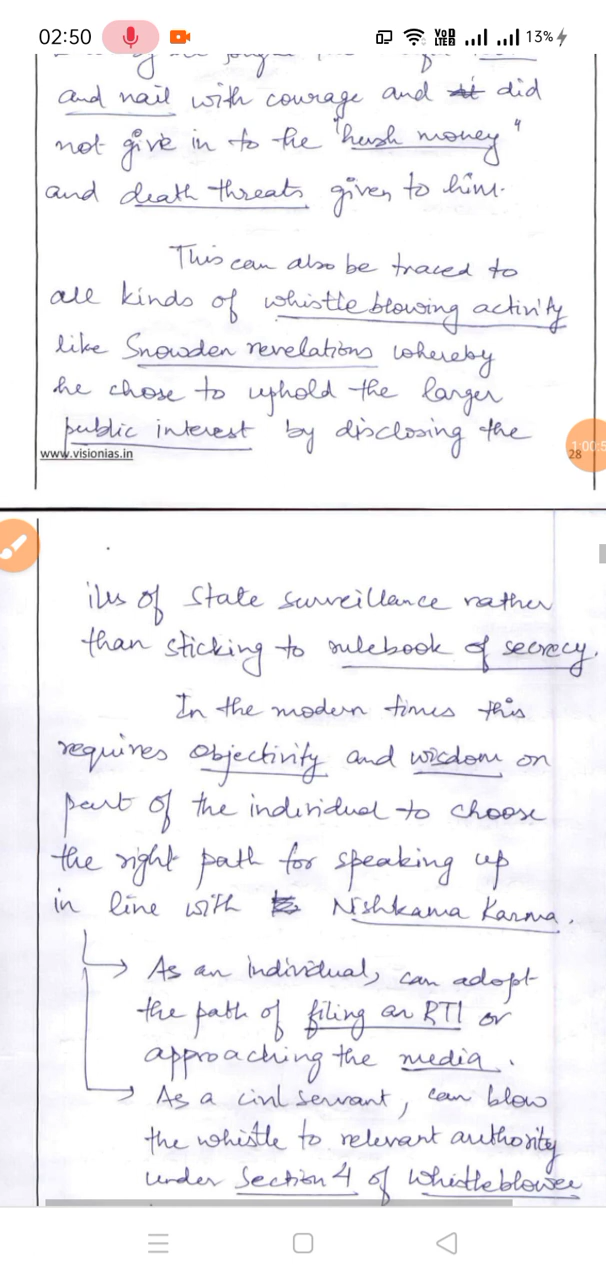 02:50
VoD LTE2
13%
and nail with courage and did
not give in to the "hush money"
and death threats given to him.
This can also be traced to
all kinds of whistle blowing activity
like Snowden revelations whereby
he chose to uphold the larger
public interest by disclosing the
www.visionias.in
28
1:00:5
ills of State surveillance rather
than sticking to rulebook of secrecy.
In the modern times this
requires objectivity and wisdom on
part of the individual to choose
the right path for speaking up
in line with Nishkama Karma.
→ As an individual, can adopt
the path of filing an RTI or
approaching the media.
→ As a civil servant, can blow
the whistle to relevant authority
under Section 4 of Whistleblower